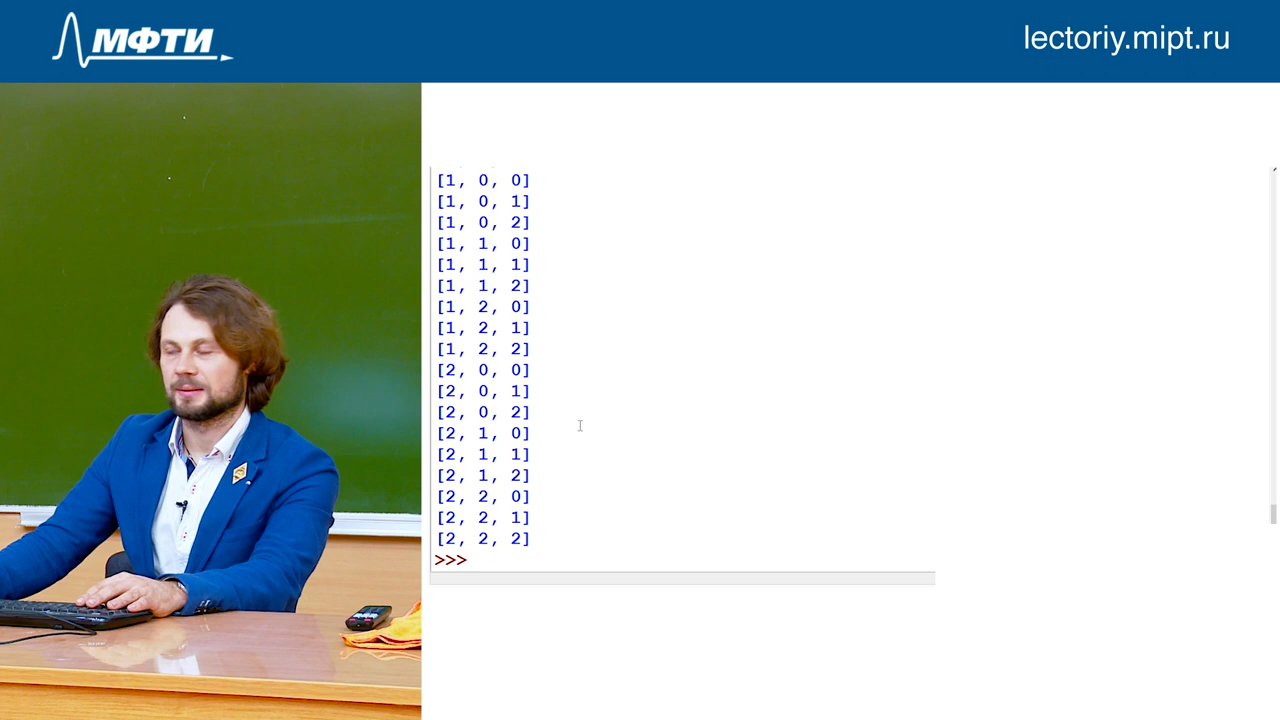 МФТИ
lectoriy.mipt.ru
[1, 0, 0]
[1, 0, 1]
[1, 0, 2]
[1, 1, 0]
[1, 1, 1]
[1, 1, 2]
[1, 2, 0]
[1, 2, 1]
[1, 2, 2]
[2, 0, 0]
[2, 0, 1]
[2, 0, 2]
[2, 1, 0]
[2, 1, 1]
[2, 1, 2]
[2, 2, 0]
[2, 2, 1]
[2, 2, 2]
>>>